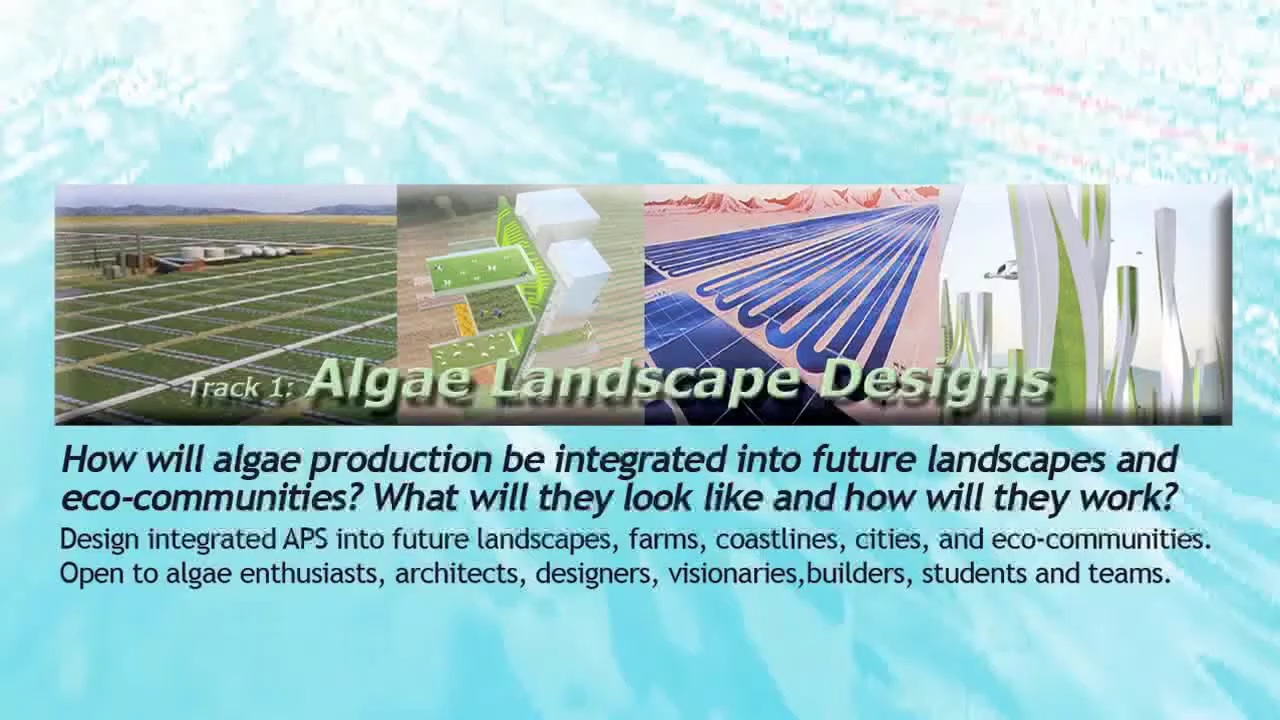 Track 1: Algae Landscape Designs
How will algae production be integrated into future landscapes and
eco-communities? What will they look like and how will they work?
Design integrated APS into future landscapes, farms, coastlines, cities, and eco-communities.
Open to algae enthusiasts, architects, designers, visionaries,builders, students and teams.